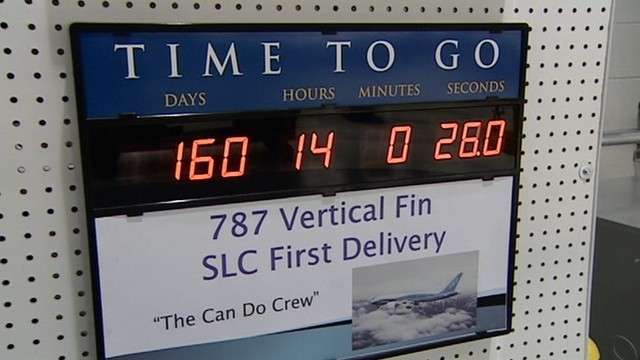 TIME TO GO
DAYS HOURS MINUTES SECONDS
160 14 0 28.0
787 Vertical Fin
SLC First Delivery
"The Can Do Crew"